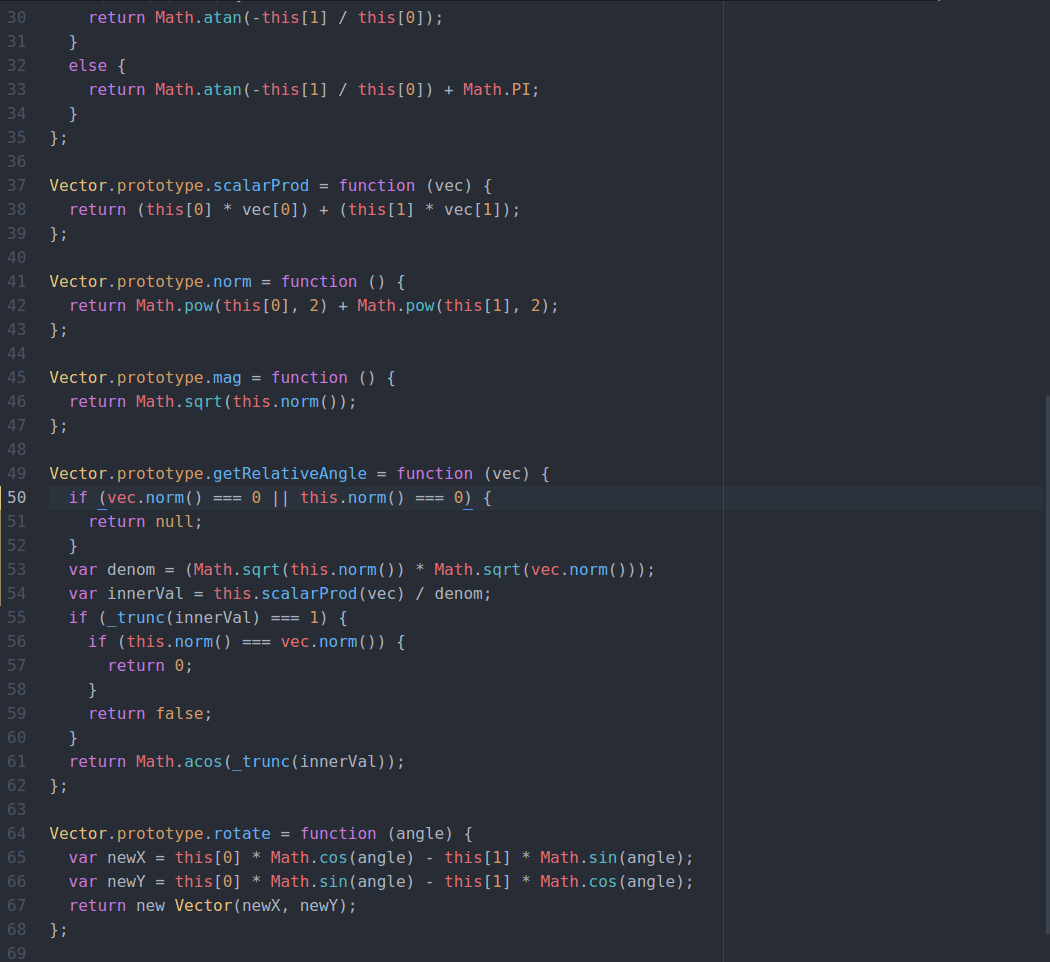 30 return Math.atan(-this[1] / this[0]);
31 }
32 else {
33 return Math.atan(-this[1] / this[0]) + Math.PI;
34 }
35 };
36
37 Vector.prototype.scalarProd = function (vec) {
38 return (this[0] * vec[0]) + (this[1] * vec[1]);
39 };
40
41 Vector.prototype.norm = function () {
42 return Math.pow(this[0], 2) + Math.pow(this[1], 2);
43 };
44
45 Vector.prototype.mag = function () {
46 return Math.sqrt(this.norm());
47 };
48
49 Vector.prototype.getRelativeAngle = function (vec) {
50 if (vec.norm() === 0 || this.norm() === 0) {
51 return null;
52 }
53 var denom = (Math.sqrt(this.norm()) * Math.sqrt(vec.norm()));
54 var innerVal = this.scalarProd(vec) / denom;
55 if (_trunc(innerVal) === 1) {
56 if (this.norm() === vec.norm()) {
57 return 0;
58 }
59 return false;
60 }
61 return Math.acos(_trunc(innerVal));
62 };
63
64 Vector.prototype.rotate = function (angle) {
65 var newX = this[0] * Math.cos(angle) - this[1] * Math.sin(angle);
66 var newY = this[0] * Math.sin(angle) - this[1] * Math.cos(angle);
67 return new Vector(newX, newY);
68 };
69